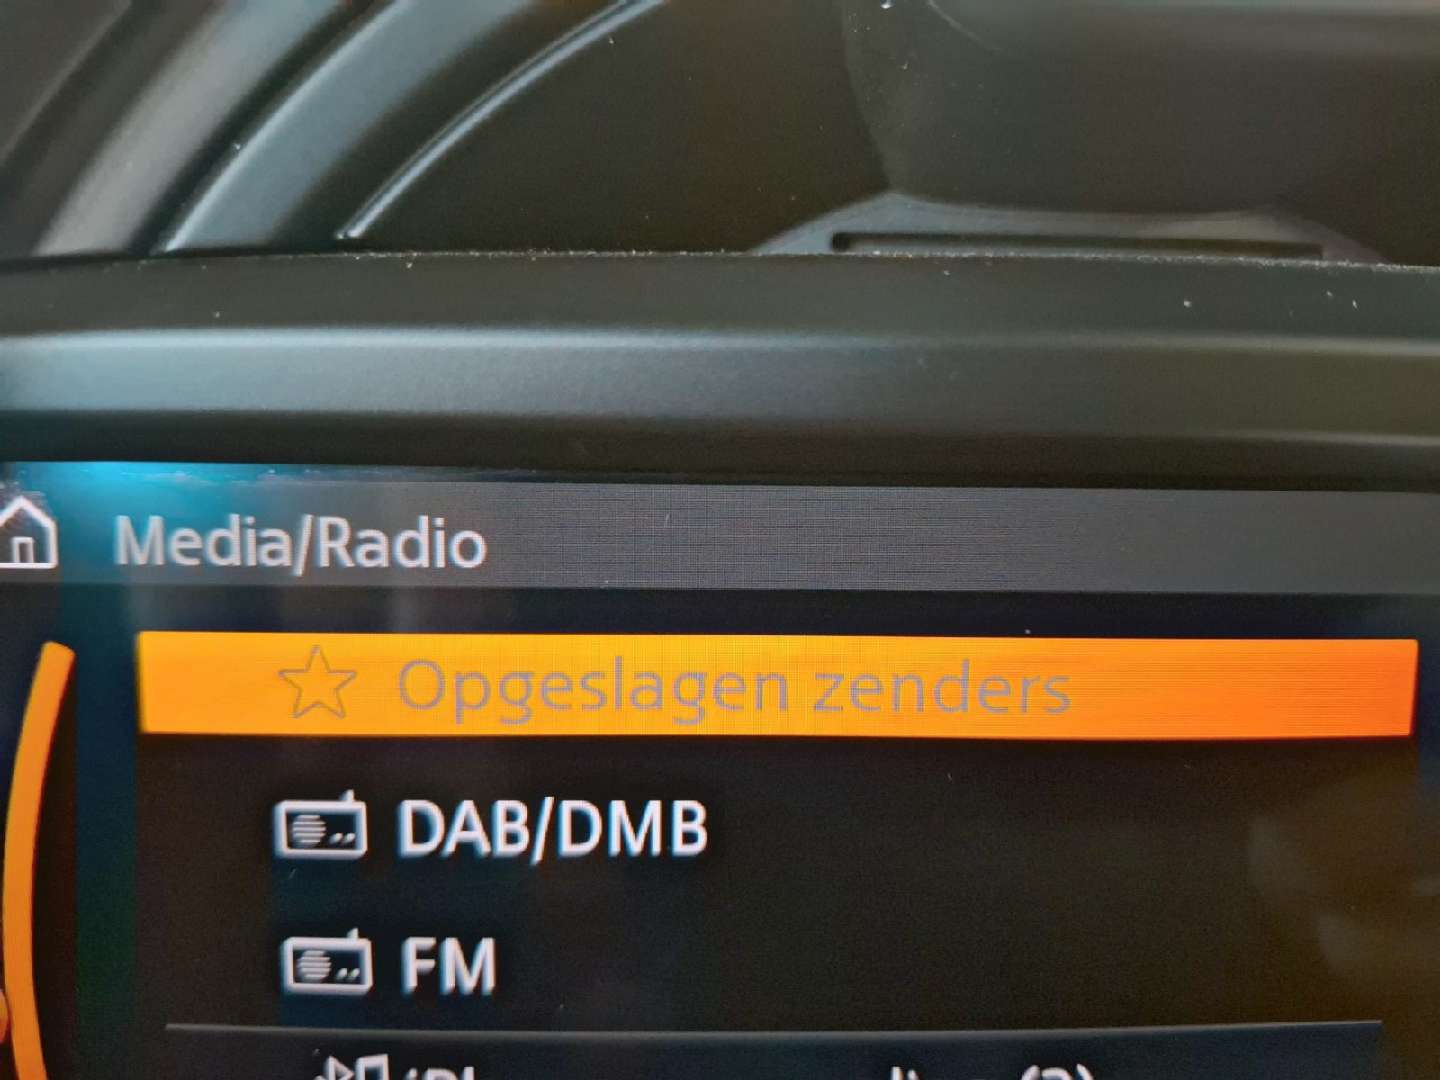 Media/Radio
Opgeslagen zenders
DAB/DMB
FM